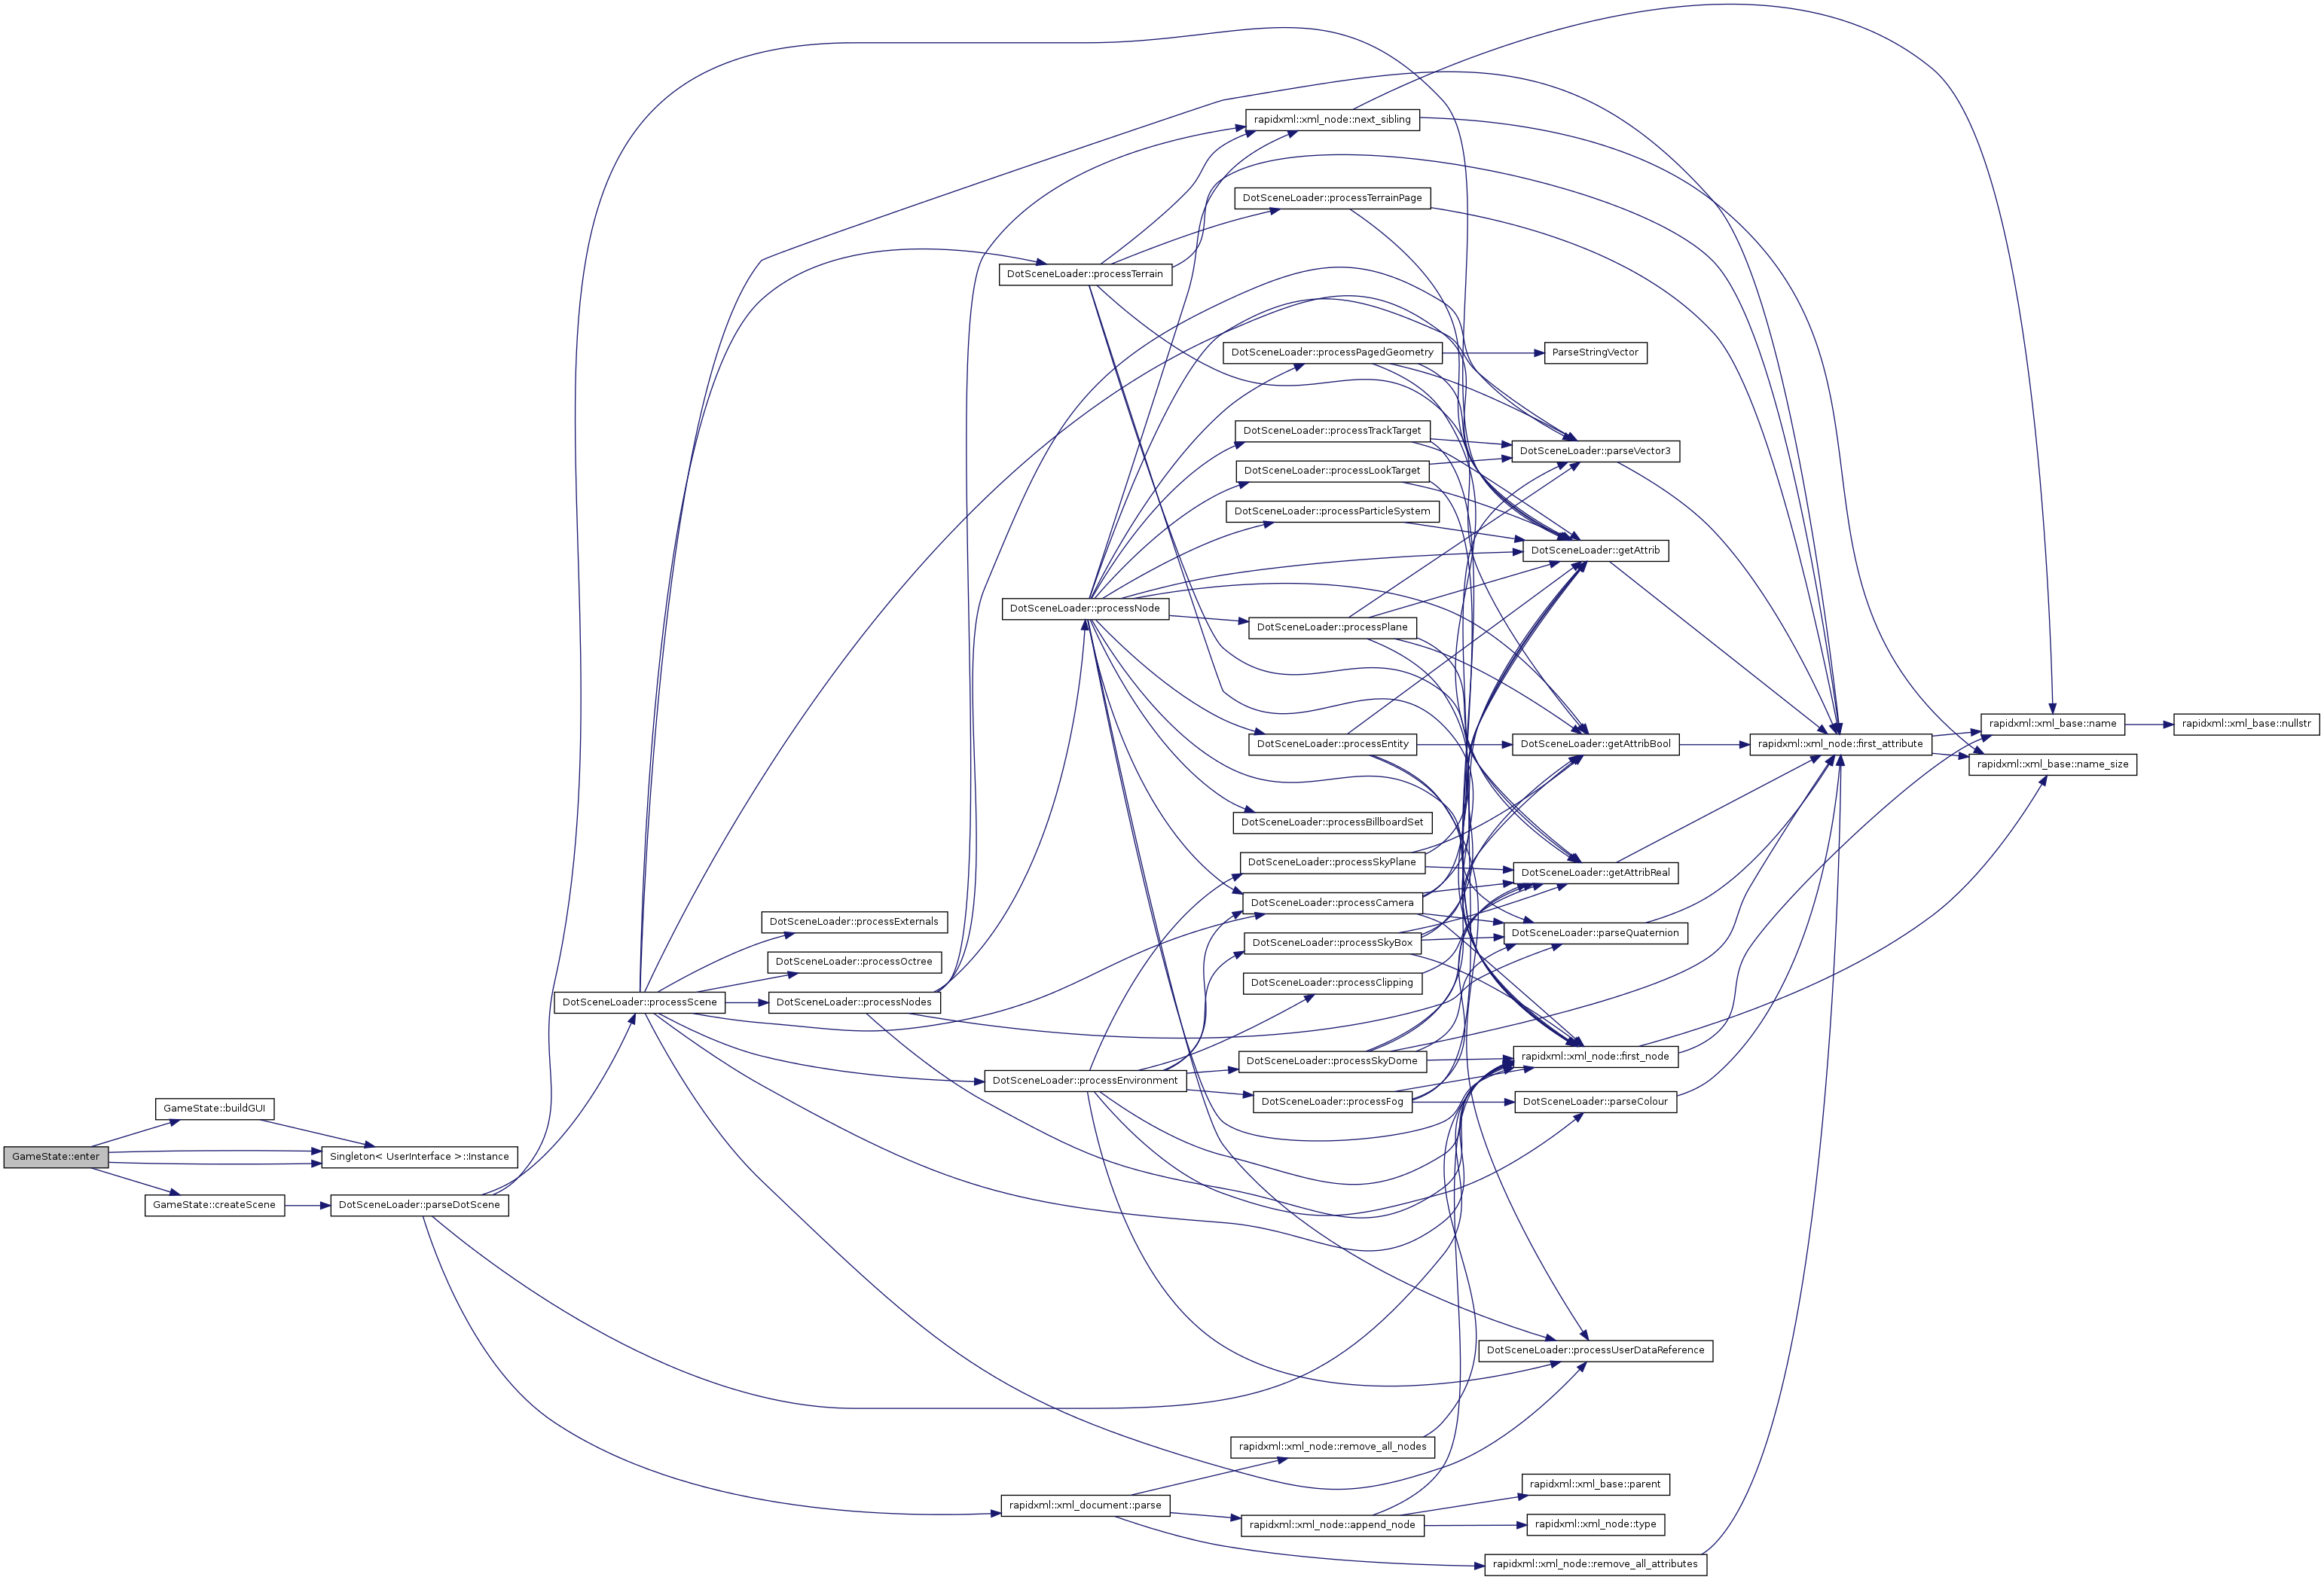 GameState::enter
GameState::buildGUI
Singleton< UserInterface >::Instance
GameState::createScene
DotSceneLoader::parseDotScene
DotSceneLoader::processScene
DotSceneLoader::processExternals
DotSceneLoader::processOctree
DotSceneLoader::processNodes
DotSceneLoader::processTerrain
DotSceneLoader::processNode
DotSceneLoader::processEnvironment
rapidxml::xml_document::parse
rapidxml::xml_node::next_sibling
DotSceneLoader::processTerrainPage
DotSceneLoader::processPagedGeometry
DotSceneLoader::processTrackTarget
DotSceneLoader::processLookTarget
DotSceneLoader::processParticleSystem
DotSceneLoader::processPlane
DotSceneLoader::processEntity
DotSceneLoader::processBillboardSet
DotSceneLoader::processSkyPlane
DotSceneLoader::processCamera
DotSceneLoader::processSkyBox
DotSceneLoader::processClipping
DotSceneLoader::processSkyDome
DotSceneLoader::processFog
rapidxml::xml_node::remove_all_nodes
rapidxml::xml_node::append_node
ParseStringVector
DotSceneLoader::parseVector3
DotSceneLoader::getAttrib
DotSceneLoader::getAttribBool
DotSceneLoader::getAttribReal
DotSceneLoader::parseQuaternion
rapidxml::xml_node::first_node
DotSceneLoader::parseColour
DotSceneLoader::processUserDataReference
rapidxml::xml_base::parent
rapidxml::xml_node::type
rapidxml::xml_node::remove_all_attributes
rapidxml::xml_node::first_attribute
rapidxml::xml_base::name
rapidxml::xml_base::name_size
rapidxml::xml_base::nullstr